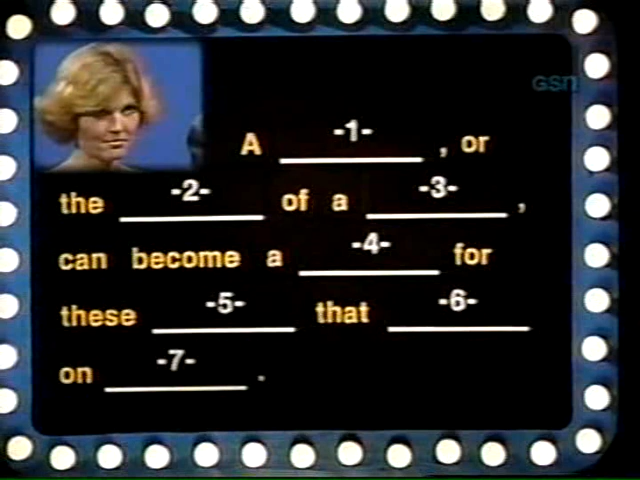 GSN
A -1- , or
the -2- of a -3- ,
can become a -4- for
these -5- that -6-
on -7- .